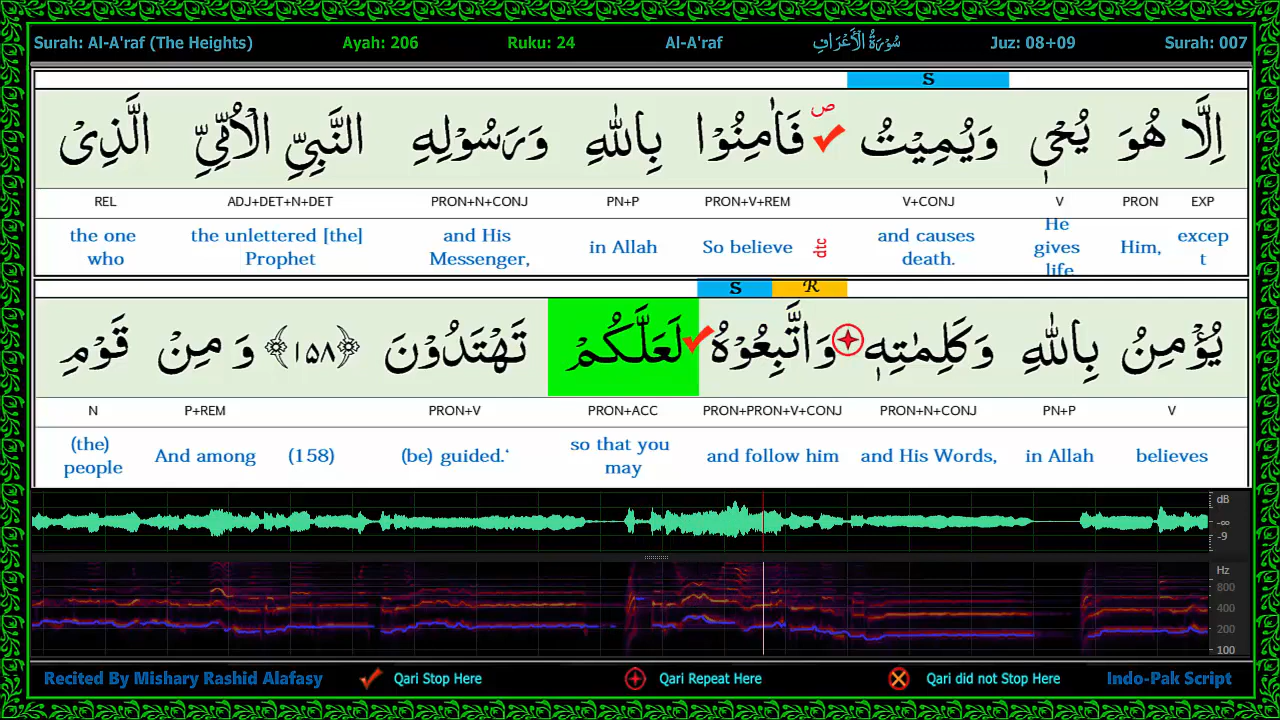 Surah: Al-A'raf (The Heights) Ayah: 206 Ruku: 24 Al-A'raf سُوْرَةُ الْأَعْرَافِ Juz: 08+09 Surah: 007
S
اِلَّا هُوَ يُحْيٖ وَيُمِيْتُ ص فَاٰمِنُوْا بِاللّٰهِ وَرَسُوْلِهِ النَّبِيِّ الْاُمِّيِّ الَّذِيْ
REL ADJ+DET+N+DET PRON+N+CONJ PN+P PRON+V+REM V+CONJ V PRON EXP
the one who the unlettered [the] Prophet and His Messenger, in Allah So believe dtc and causes death. He gives life Him, except
S R
يُؤْمِنُ بِاللّٰهِ وَكَلِمٰتِهٖ وَاتَّبِعُوْهُ لَعَلَّكُمْ تَهْتَدُوْنَ ﴿١٥٨﴾ وَمِنْ قَوْمِ
N P+REM PRON+V PRON+ACC PRON+PRON+V+CONJ PRON+N+CONJ PN+P V
(the) people And among (158) (be) guided.‘ so that you may and follow him and His Words, in Allah believes
dB
-∞
-9
Hz
800
400
200
100
Recited By Mishary Rashid Alafasy Qari Stop Here Qari Repeat Here Qari did not Stop Here Indo-Pak Script